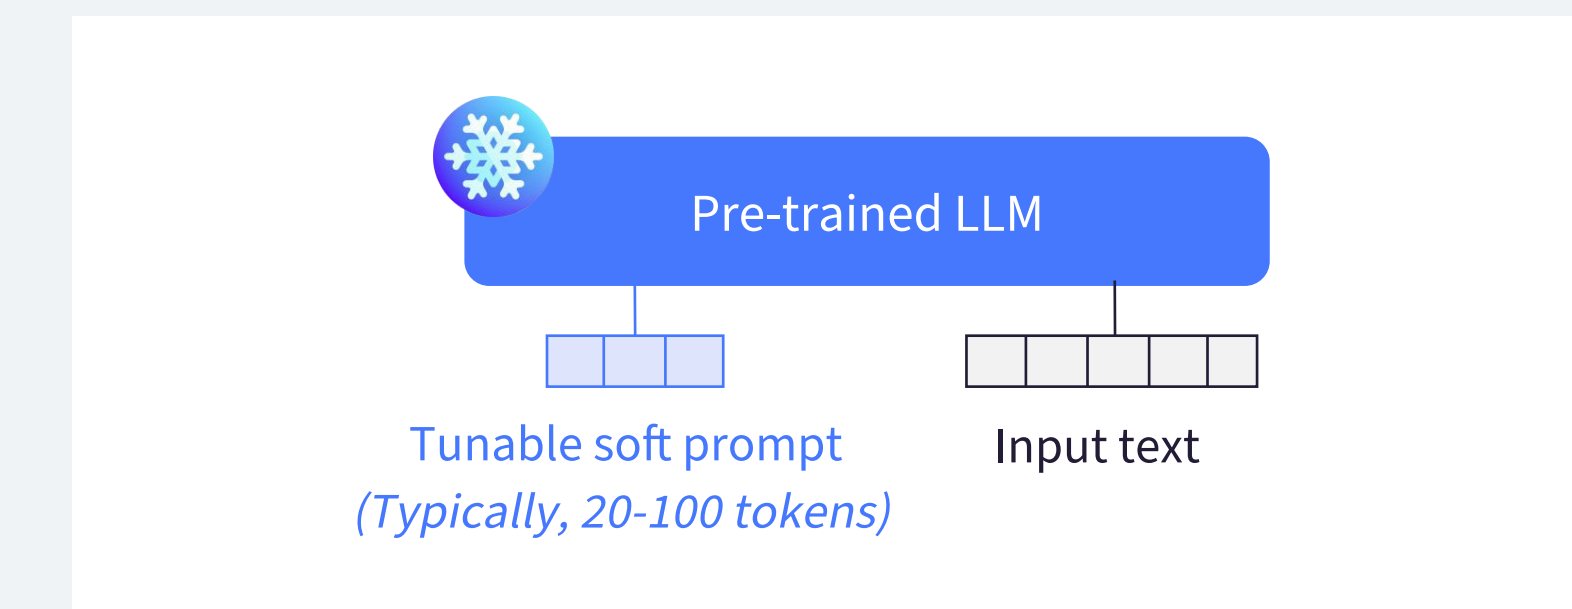 Pre-trained LLM
Tunable soft prompt
(Typically, 20-100 tokens)
Input text